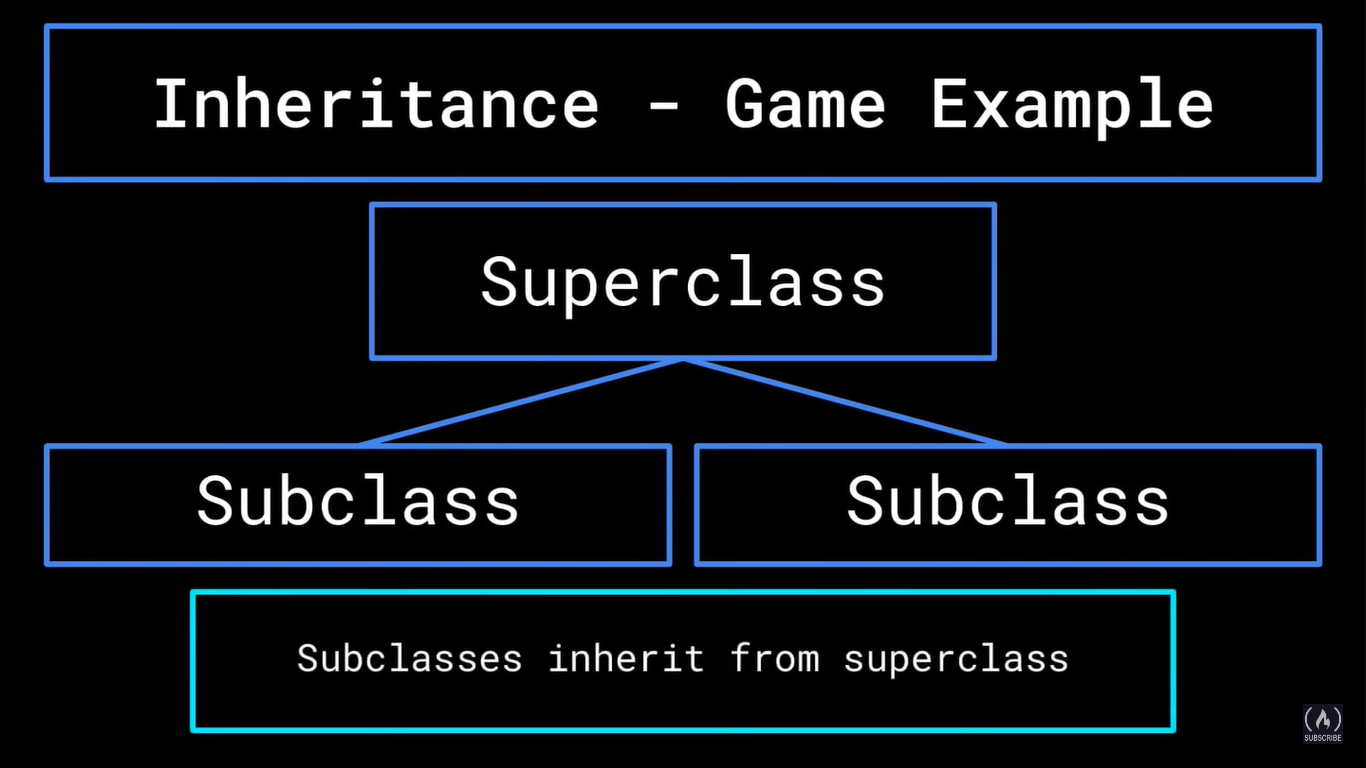 Inheritance - Game Example
Superclass
Subclass
Subclass
Subclasses inherit from superclass
SUBSCRIBE